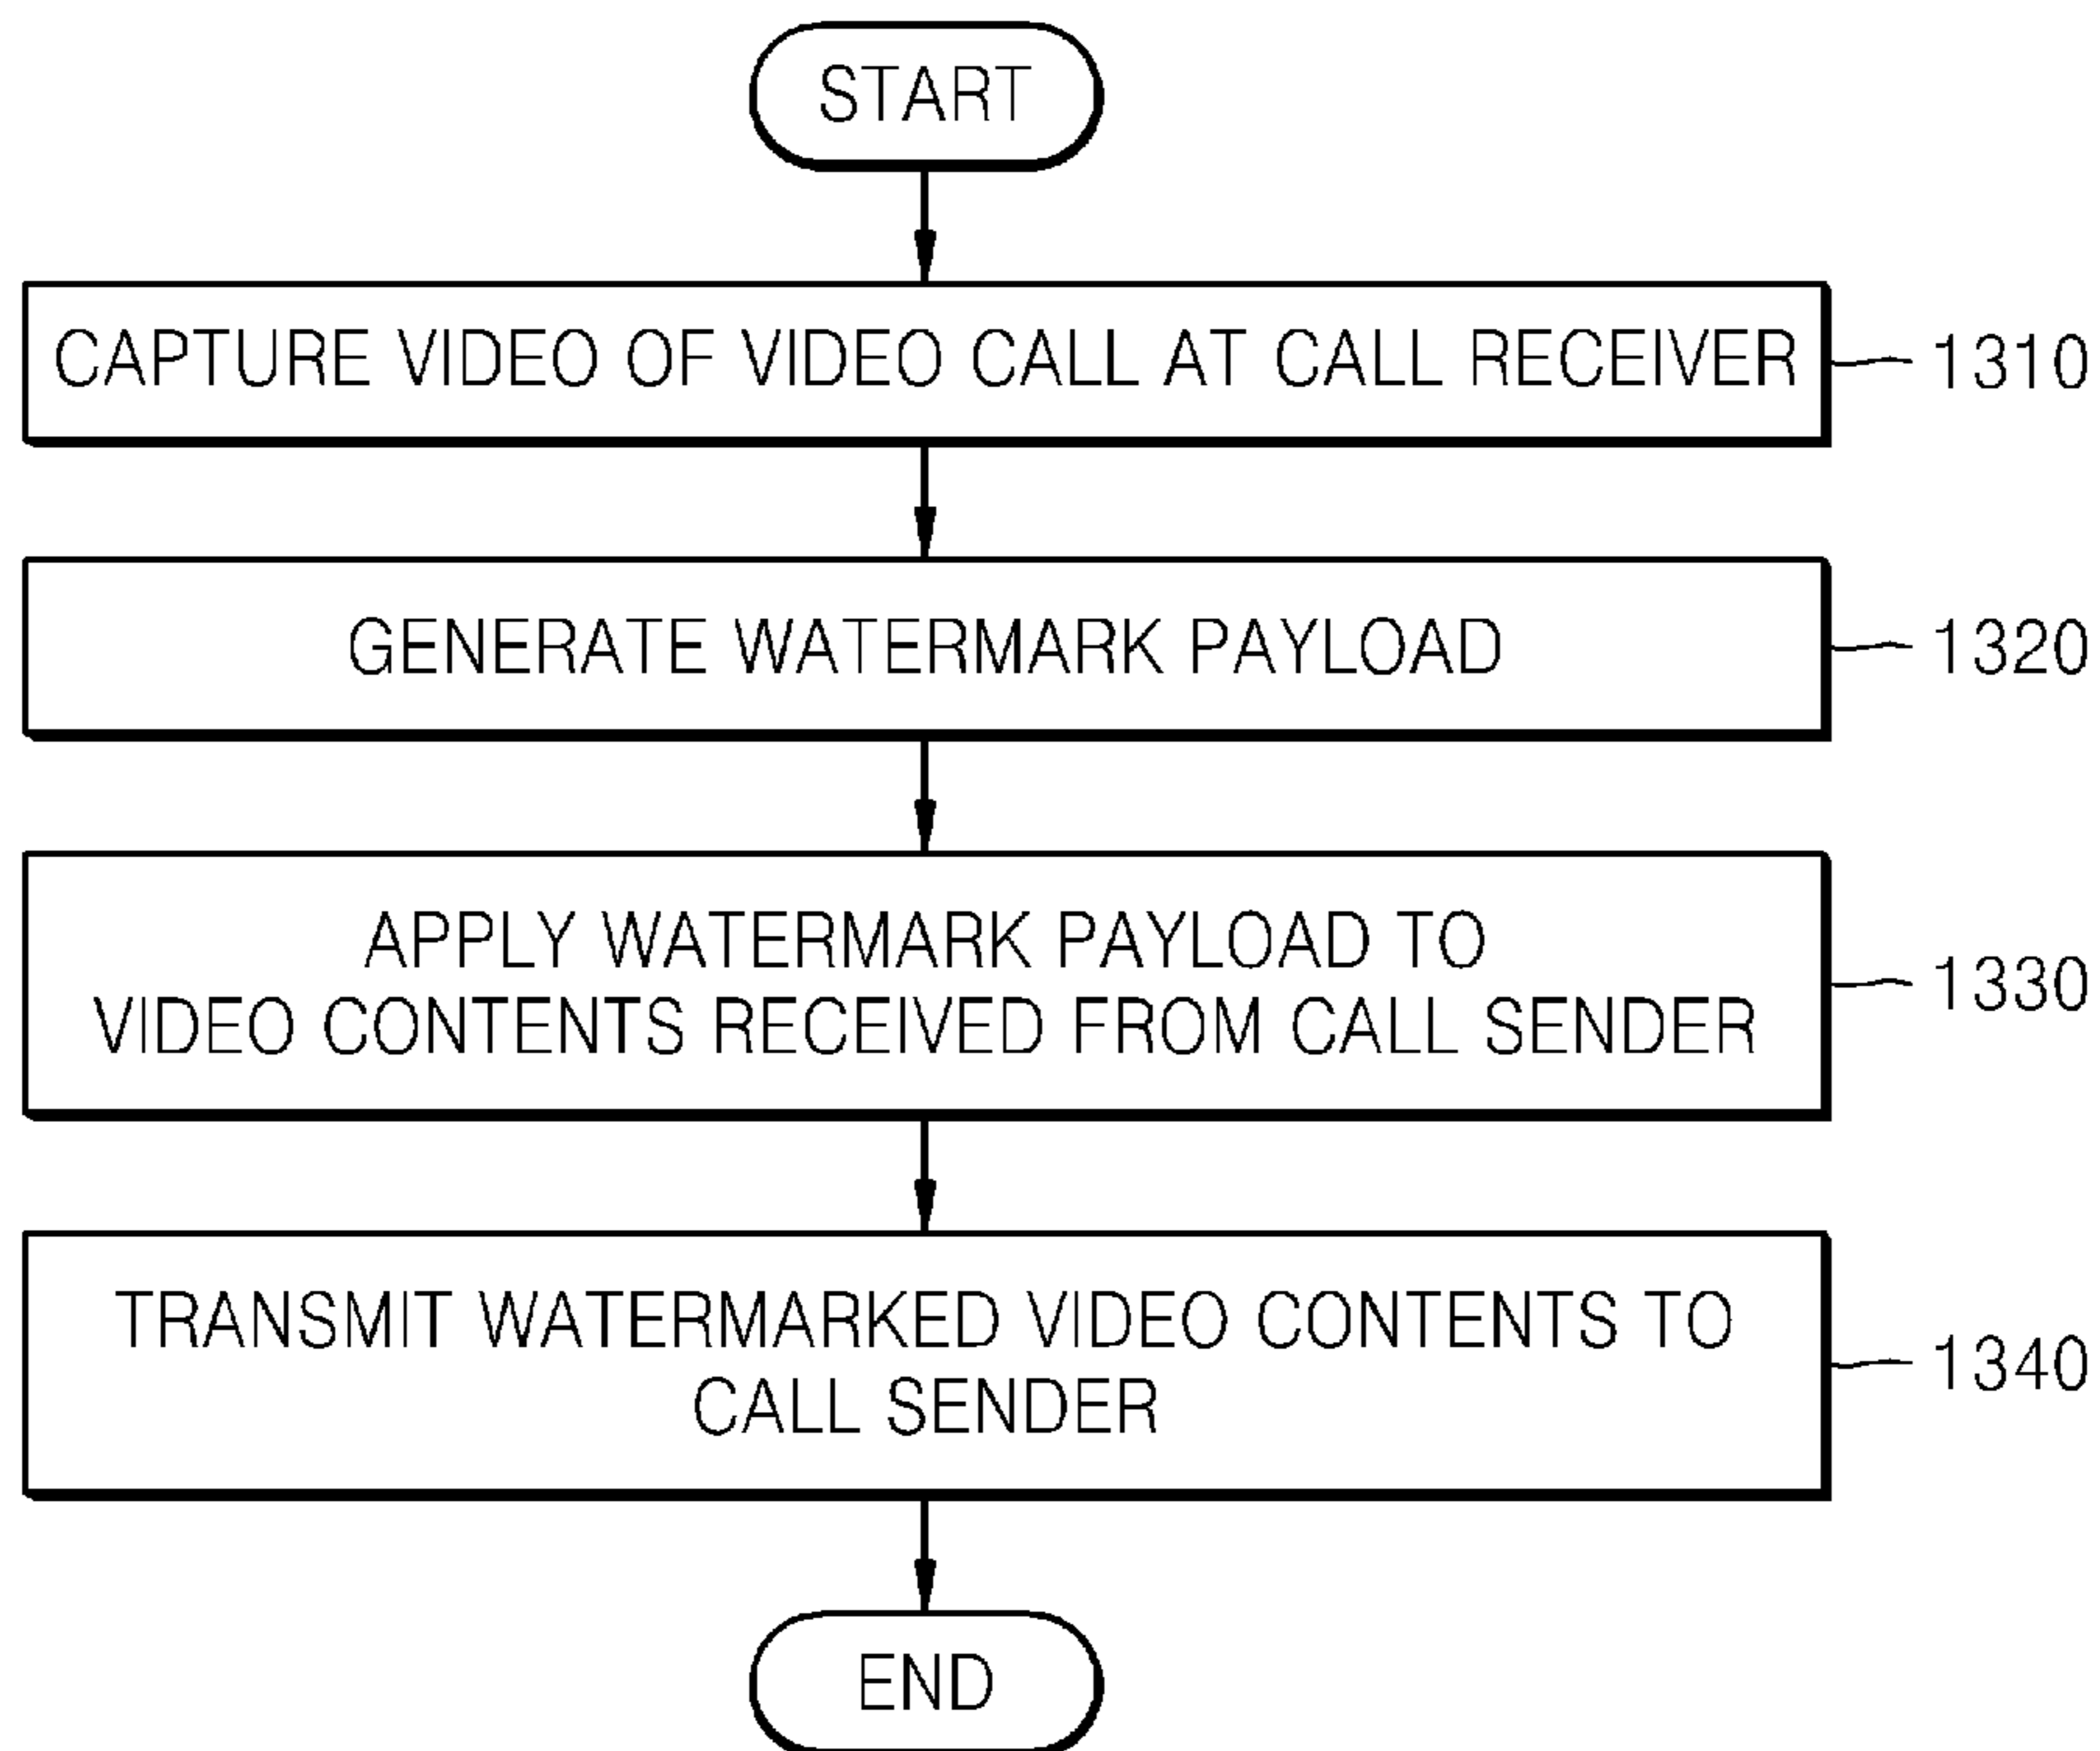 START
CAPTURE VIDEO OF VIDEO CALL AT CALL RECEIVER
1310
GENERATE WATERMARK PAYLOAD
1320
APPLY WATERMARK PAYLOAD TO
VIDEO CONTENTS RECEIVED FROM CALL SENDER
1330
TRANSMIT WATERMARKED VIDEO CONTENTS TO
CALL SENDER
1340
END